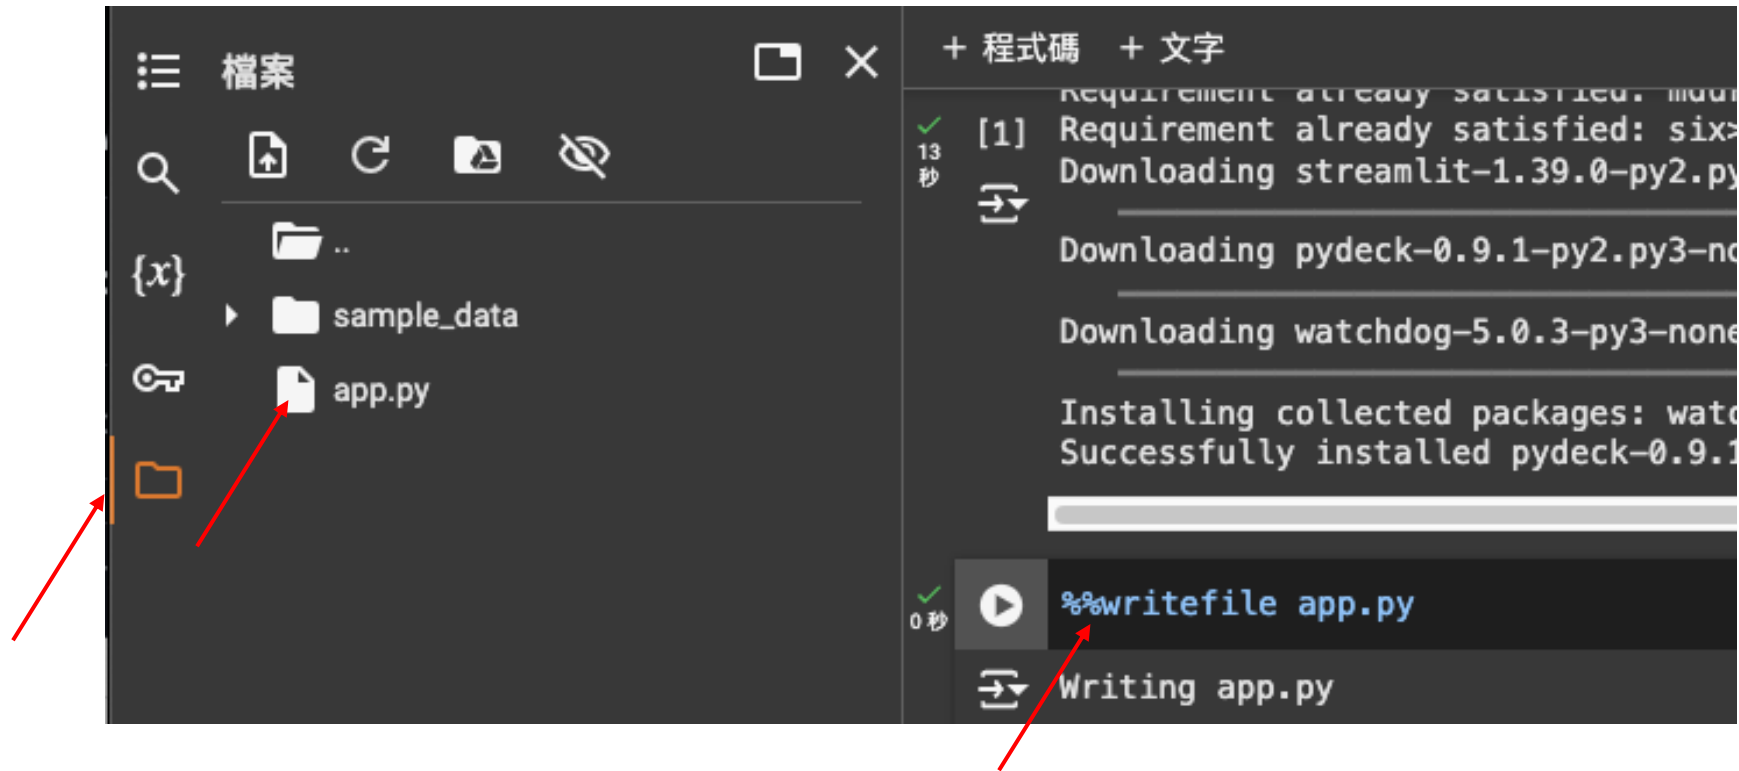 檔案
{x}
..
sample_data
app.py
+ 程式碼 + 文字
Requirement already satisfied:
13 秒
[1]
Requirement already satisfied: six>
Downloading streamlit-1.39.0-py2.py
Downloading pydeck-0.9.1-py2.py3-no
Downloading watchdog-5.0.3-py3-none
Installing collected packages: watc
Successfully installed pydeck-0.9.1
0 秒
%%writefile app.py
Writing app.py